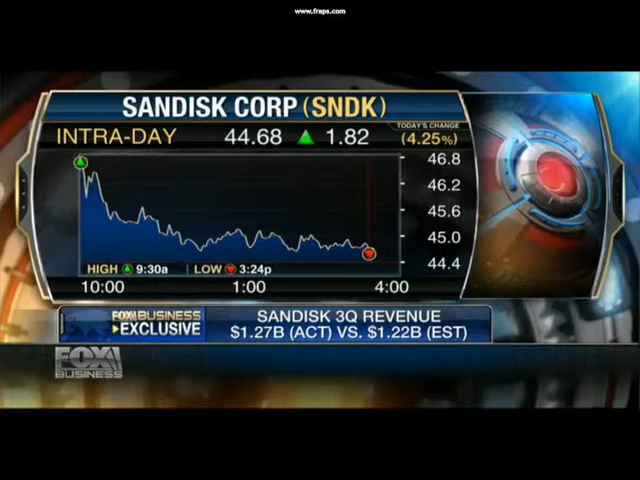 www.fraps.com
SANDISK CORP (SNDK)
INTRA-DAY 44.68 1.82 TODAY'S CHANGE (4.25%)
46.8
46.2
45.6
45.0
44.4
HIGH 9:30a | LOW 3:24p
10:00 1:00 4:00
FOX BUSINESS
EXCLUSIVE
SANDISK 3Q REVENUE
$1.27B (ACT) VS. $1.22B (EST)
FOX
BUSINESS